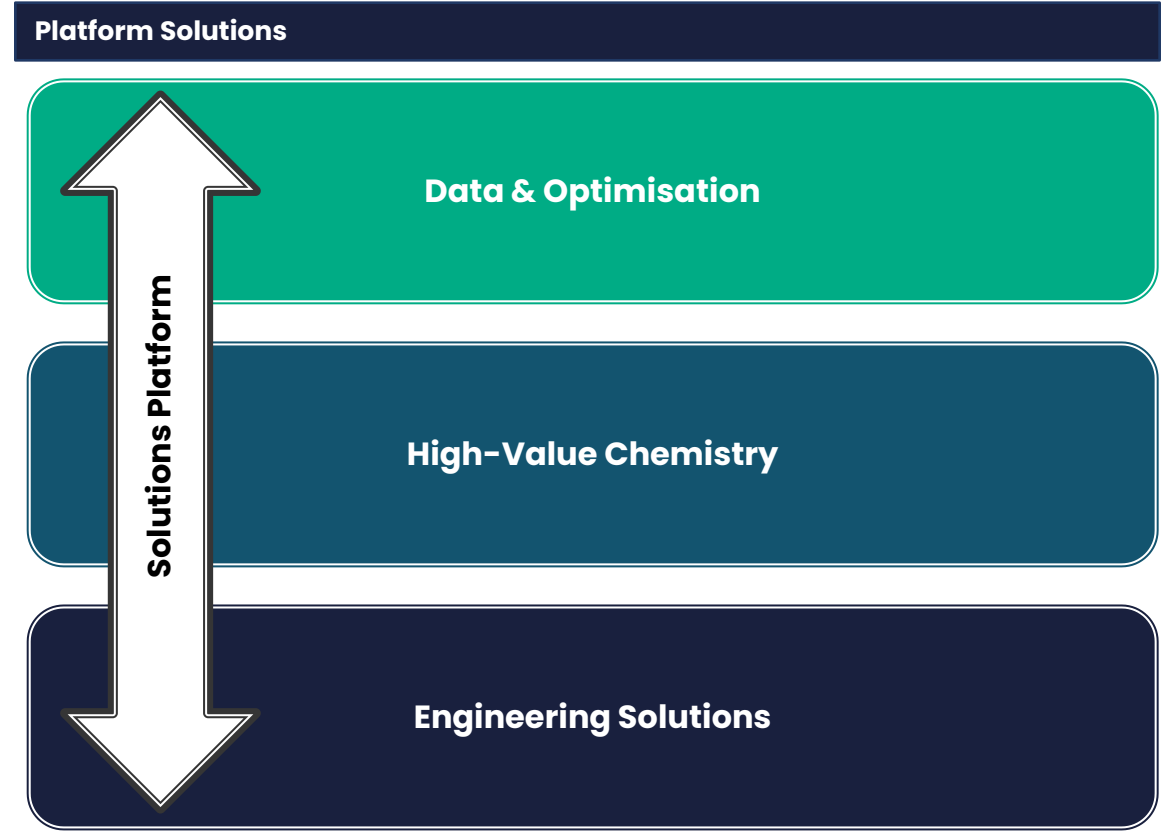 Platform Solutions
Data & Optimisation
Solutions Platform
High-Value Chemistry
Engineering Solutions